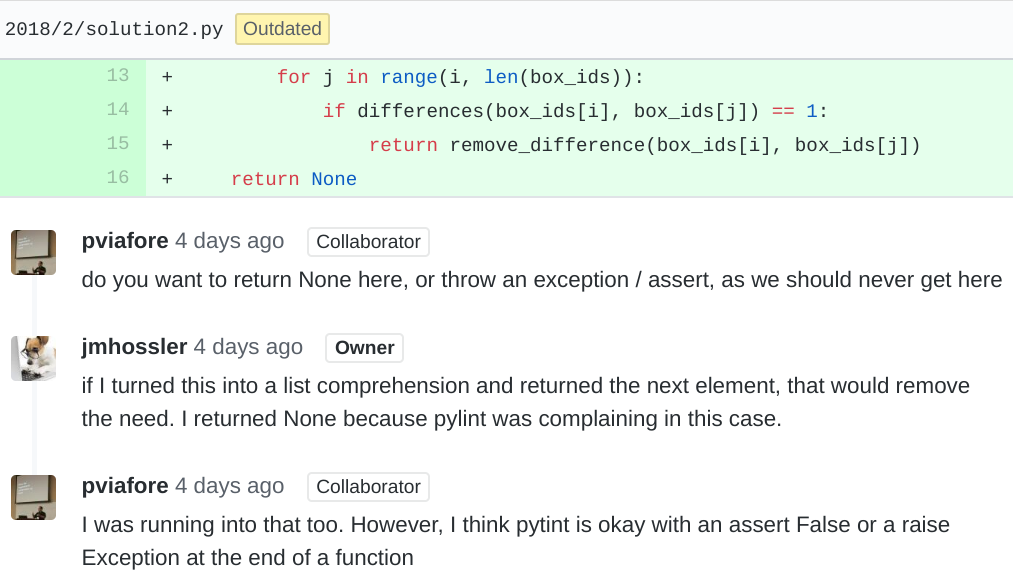 2018/2/solution2.py Outdated
13 + for j in range(i, len(box_ids)):
14 + if differences(box_ids[i], box_ids[j]) == 1:
15 + return remove_difference(box_ids[i], box_ids[j])
16 + return None
pviafore 4 days ago Collaborator
do you want to return None here, or throw an exception / assert, as we should never get here
jmhossler 4 days ago Owner
if I turned this into a list comprehension and returned the next element, that would remove
the need. I returned None because pylint was complaining in this case.
pviafore 4 days ago Collaborator
I was running into that too. However, I think pytint is okay with an assert False or a raise
Exception at the end of a function